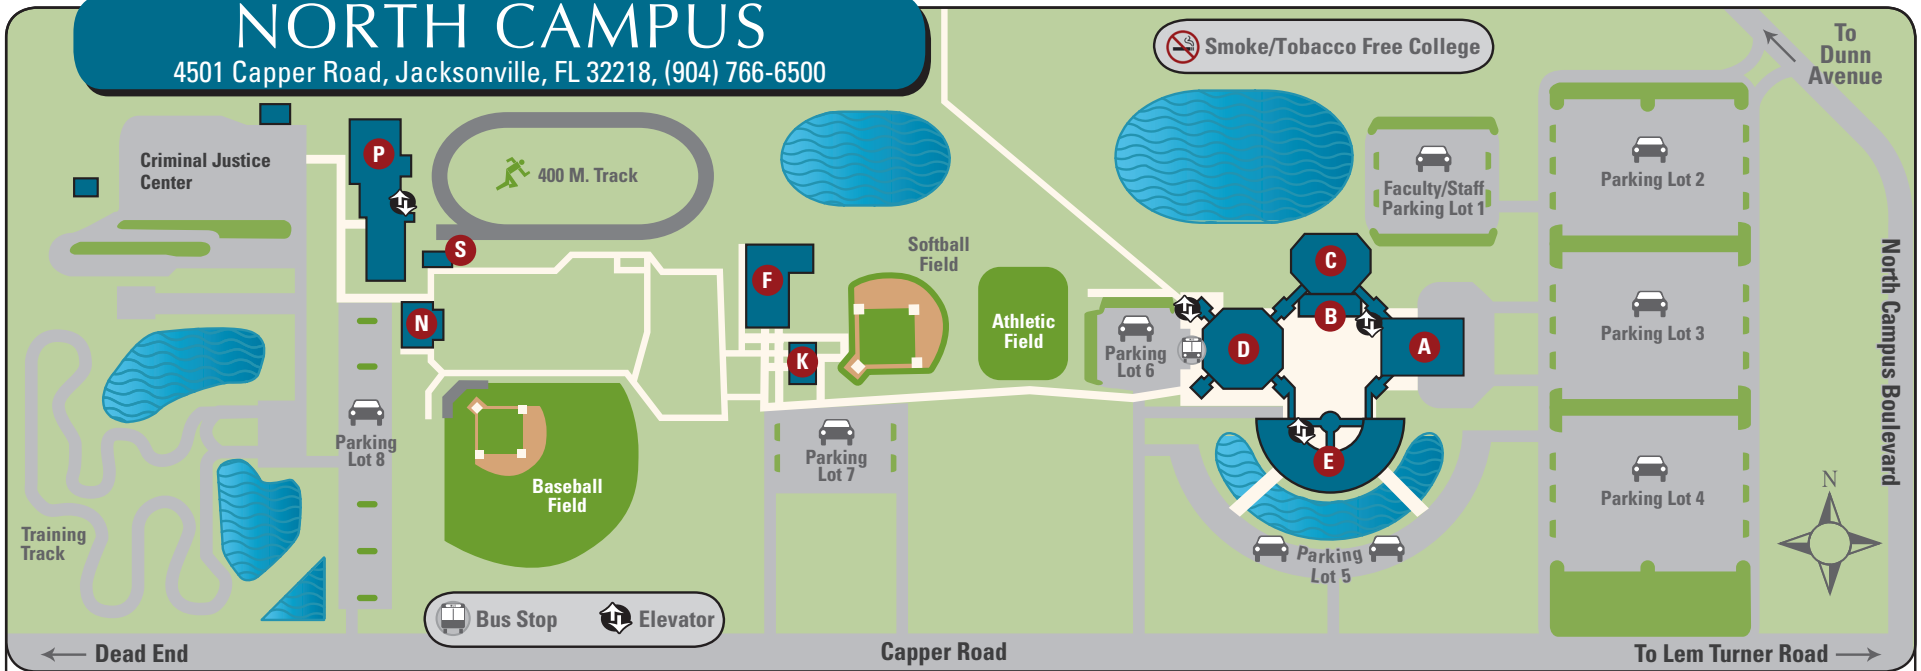 NORTH CAMPUS
4501 Capper Road, Jacksonville, FL 32218, (904) 766-6500
Smoke/Tobacco Free College
To
Dunn
Avenue
Criminal Justice
Center
P
400 M. Track
S
N
F
Softball
Field
K
Athletic
Field
Parking
Lot 6
C
B
D
A
E
Faculty/Staff
Parking Lot 1
Parking Lot 2
Parking Lot 3
Parking Lot 4
North Campus Boulevard
N
Parking
Lot 8
Baseball
Field
Parking
Lot 7
Parking
Lot 5
Training
Track
Bus Stop
Elevator
Dead End
Capper Road
To Lem Turner Road